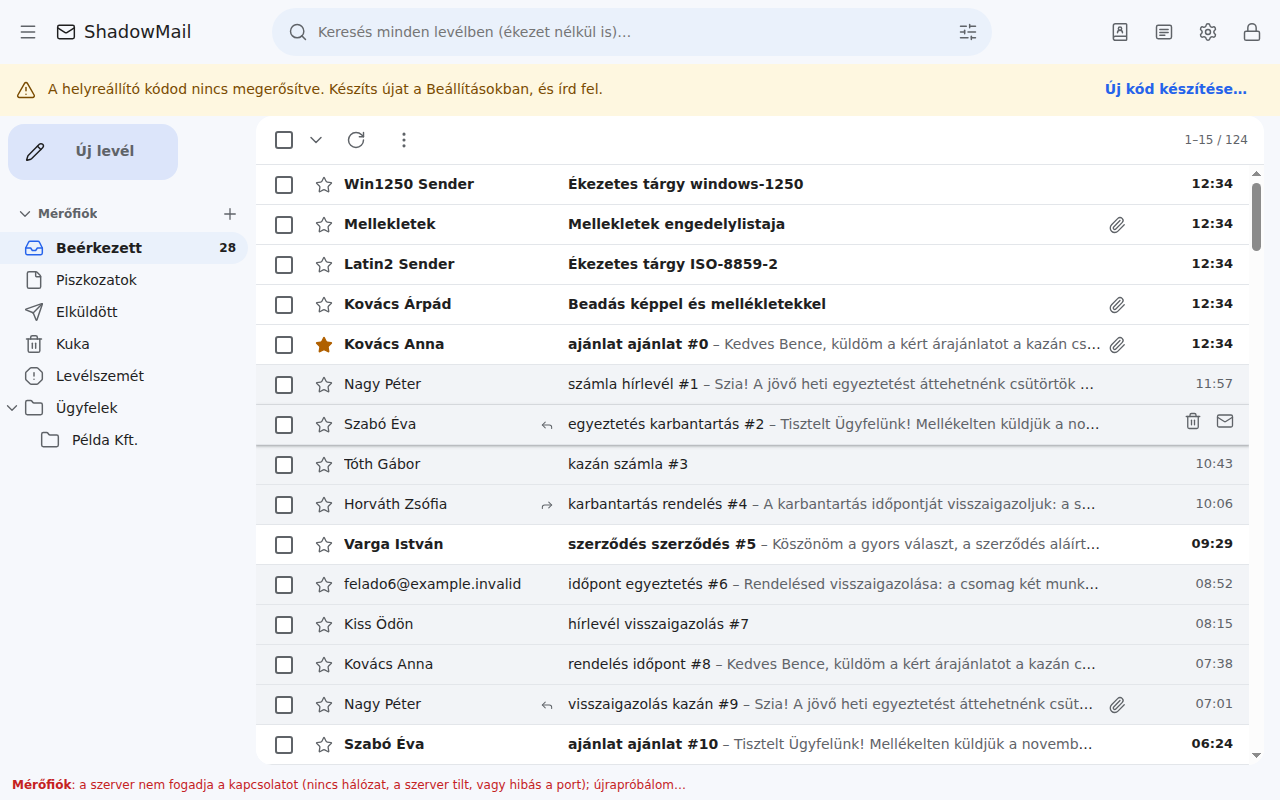 ShadowMail
Keresés minden levélben (ékezet nélkül is)…
A helyreállító kódod nincs megerősítve. Készíts újat a Beállításokban, és írd fel.
Új kód készítése…
Új levél
1–15 / 124
Mérőfiók
Beérkezett 28
Piszkozatok
Elküldött
Kuka
Levélszemét
Ügyfelek
Példa Kft.
Win1250 Sender Ékezetes tárgy windows-1250 12:34
Mellekletek Mellekletek engedelylistaja 12:34
Latin2 Sender Ékezetes tárgy ISO-8859-2 12:34
Kovács Árpád Beadás képpel és mellékletekkel 12:34
Kovács Anna ajánlat ajánlat #0 – Kedves Bence, küldöm a kért árajánlatot a kazán cs… 12:34
Nagy Péter számla hírlevél #1 – Szia! A jövő heti egyeztetést áttehetnénk csütörtök … 11:57
Szabó Éva egyeztetés karbantartás #2 – Tisztelt Ügyfelünk! Mellékelten küldjük a no…
Tóth Gábor kazán számla #3 10:43
Horváth Zsófia karbantartás rendelés #4 – A karbantartás időpontját visszaigazoljuk: a s… 10:06
Varga István szerződés szerződés #5 – Köszönöm a gyors választ, a szerződés aláírt… 09:29
felado6@example.invalid időpont egyeztetés #6 – Rendelésed visszaigazolása: a csomag két munk… 08:52
Kiss Ödön hírlevél visszaigazolás #7 08:15
Kovács Anna rendelés időpont #8 – Kedves Bence, küldöm a kért árajánlatot a kazán c… 07:38
Nagy Péter visszaigazolás kazán #9 – Szia! A jövő heti egyeztetést áttehetnénk csüt… 07:01
Szabó Éva ajánlat ajánlat #10 – Tisztelt Ügyfelünk! Mellékelten küldjük a novemb… 06:24
Mérőfiók: a szerver nem fogadja a kapcsolatot (nincs hálózat, a szerver tilt, vagy hibás a port); újrapróbálom…